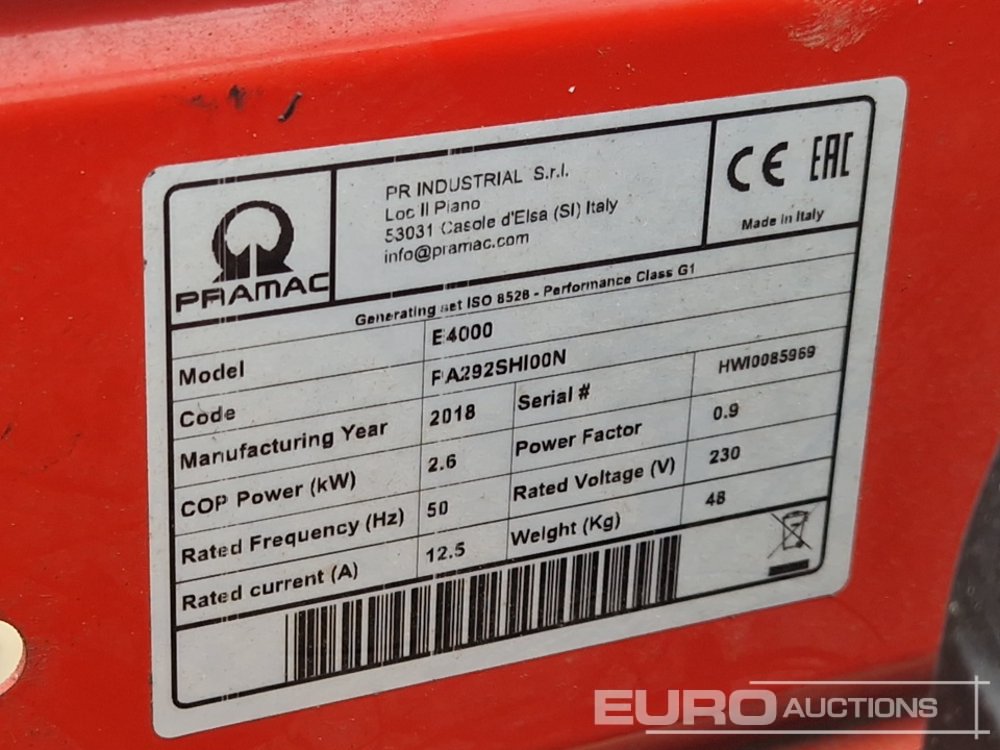 PRAMAC
PR INDUSTRIAL S.r.l.
Loc Il Piano
53031 Casole d'Elsa (SI) Italy
info@pramac.com
CE EAC
Made in Italy
Generating set ISO 8528 - Performance Class G1
Model E4000
Code PA292SHI00N
Manufacturing Year 2018 Serial # HWI0085969
COP Power (kW) 2.6 Power Factor 0.9
Rated Frequency (Hz) 50 Rated Voltage (V) 230
Rated current (A) 12.5 Weight (Kg) 48
EURO AUCTIONS